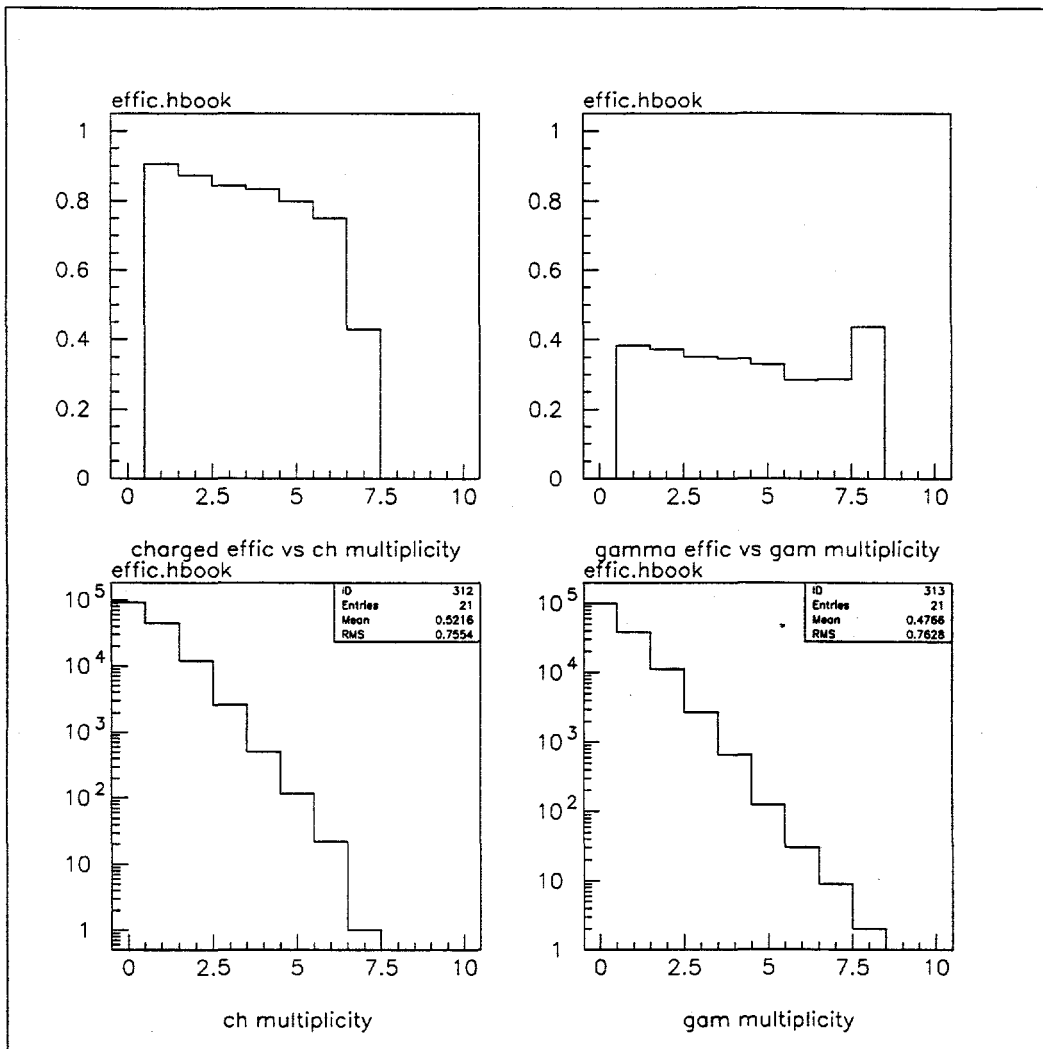 effic.hbook
1
0.8
0.6
0.4
0.2
0
0 2.5 5 7.5 10
charged effic vs ch multiplicity
effic.hbook
1
0.8
0.6
0.4
0.2
0
0 2.5 5 7.5 10
gamma effic vs gam multiplicity
effic.hbook
ID 312
Entries 21
Mean 0.5216
RMS 0.7554
10^5
10^4
10^3
10^2
10
1
0 2.5 5 7.5 10
ch multiplicity
effic.hbook
ID 313
Entries 21
Mean 0.4766
RMS 0.7628
10^5
10^4
10^3
10^2
10
1
0 2.5 5 7.5 10
gam multiplicity